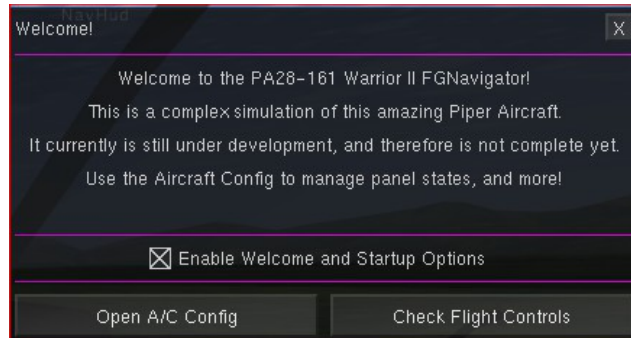 NavHud
Welcome!
X
Welcome to the PA28-161 Warrior II FGNavigator!
This is a complex simulation of this amazing Piper Aircraft.
It currently is still under development, and therefore is not complete yet.
Use the Aircraft Config to manage panel states, and more!
Enable Welcome and Startup Options
Open A/C Config
Check Flight Controls